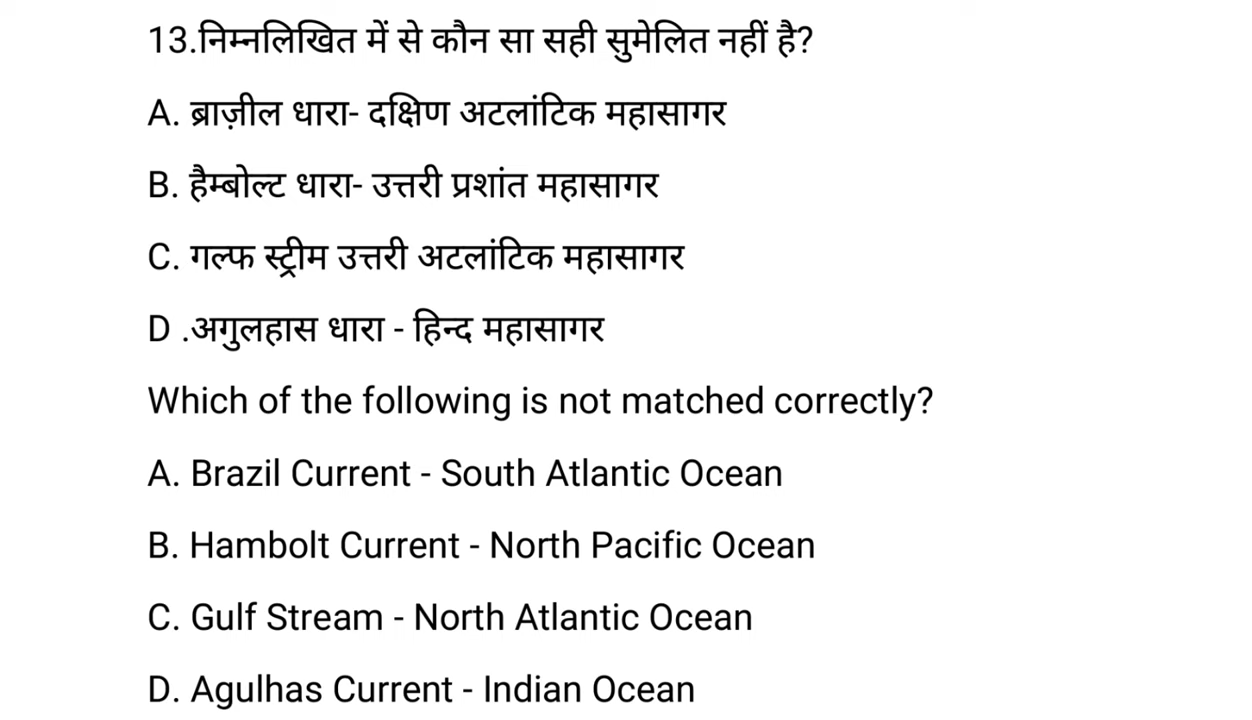 13.निम्नलिखित में से कौन सा सही सुमेलित नहीं है?
A. ब्राज़ील धारा- दक्षिण अटलांटिक महासागर
B. हैम्बोल्ट धारा- उत्तरी प्रशांत महासागर
C. गल्फ स्ट्रीम उत्तरी अटलांटिक महासागर
D .अगुलहास धारा - हिन्द महासागर
Which of the following is not matched correctly?
A. Brazil Current - South Atlantic Ocean
B. Hambolt Current - North Pacific Ocean
C. Gulf Stream - North Atlantic Ocean
D. Agulhas Current - Indian Ocean